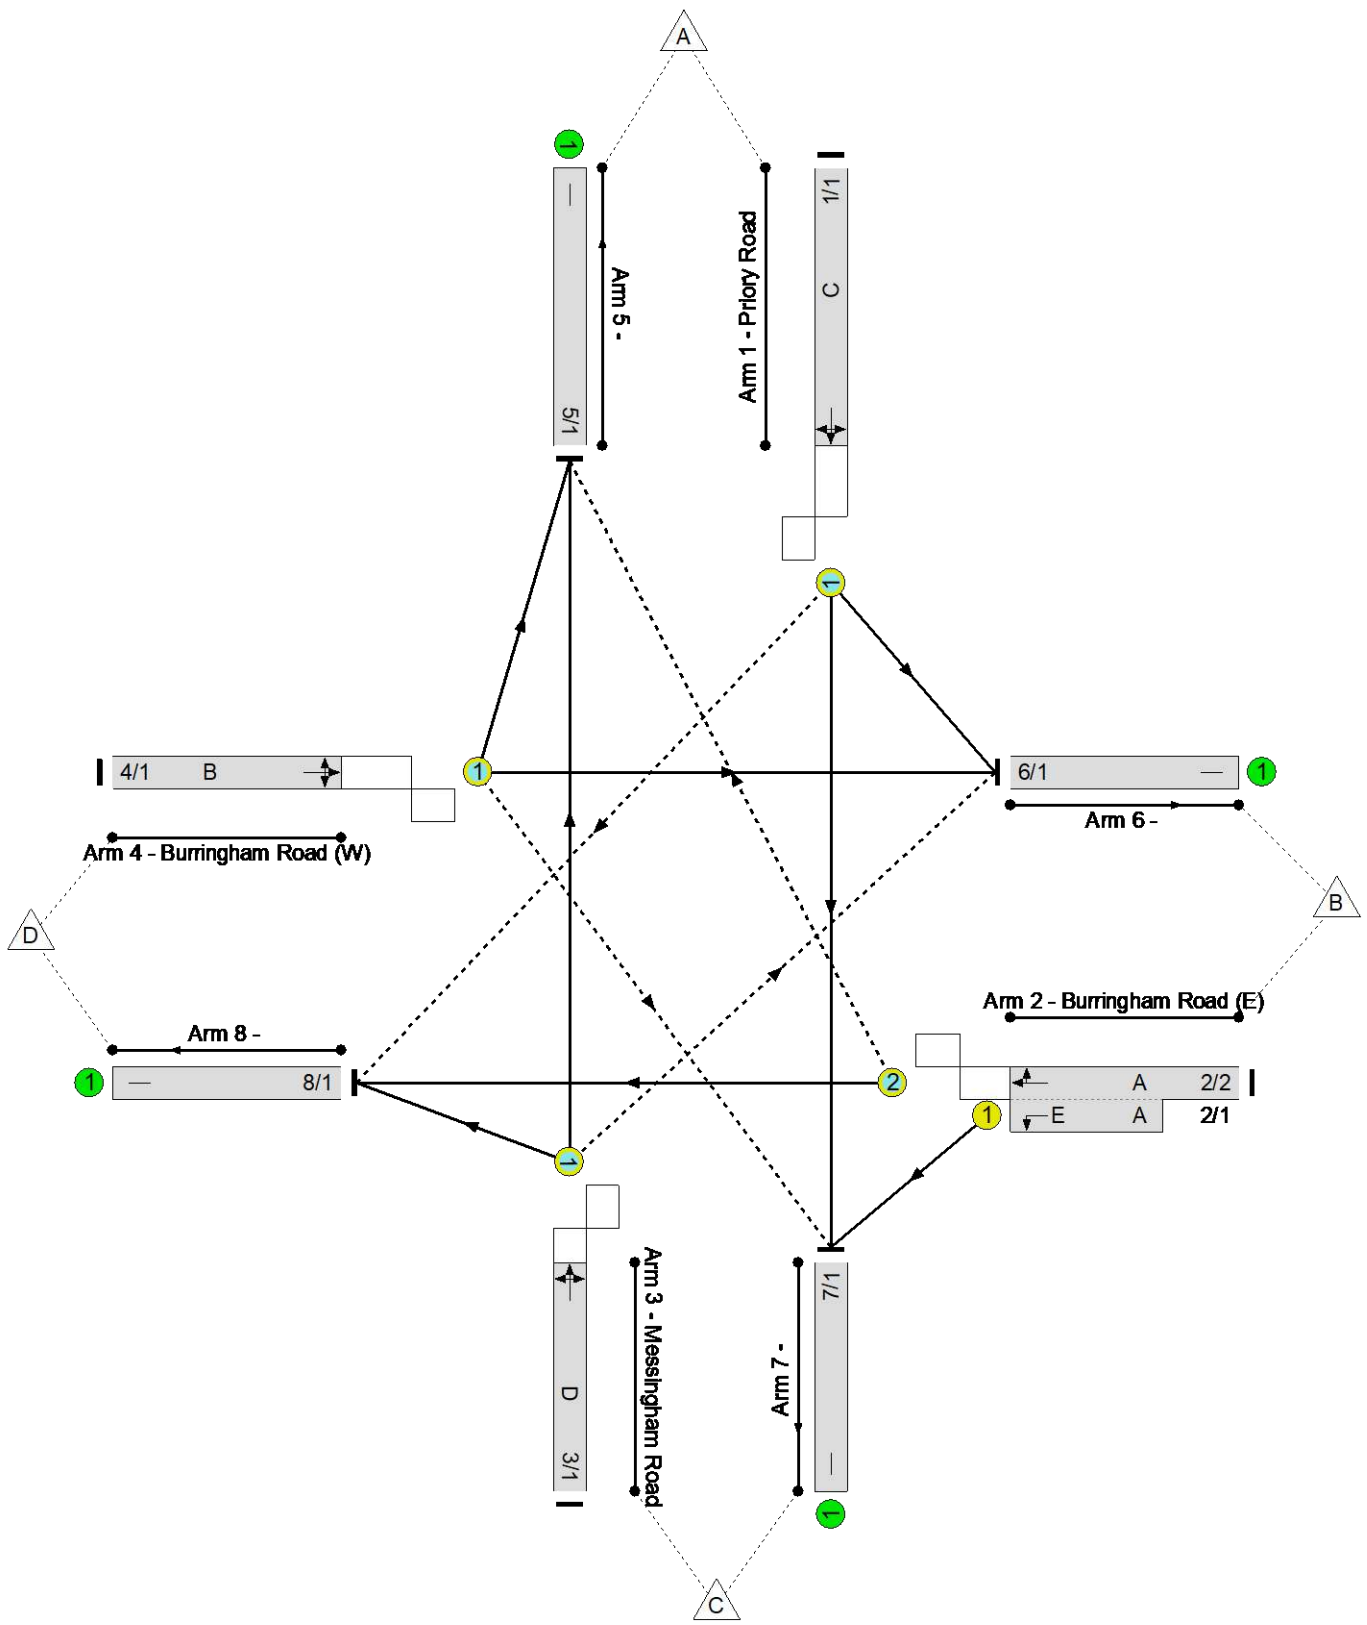 A
1
1/1
C
Arm 1 - Priory Road
Arm 5 -
5/1
1
4/1 B
1
6/1
1
Arm 6 -
Arm 4 - Burringham Road (W)
B
D
Arm 2 - Burringham Road (E)
Arm 8 -
1
8/1
2
A 2/2
1
E A 2/1
1
Arm 3 - Messingham Road
7/1
Arm 7 -
D
3/1
1
C